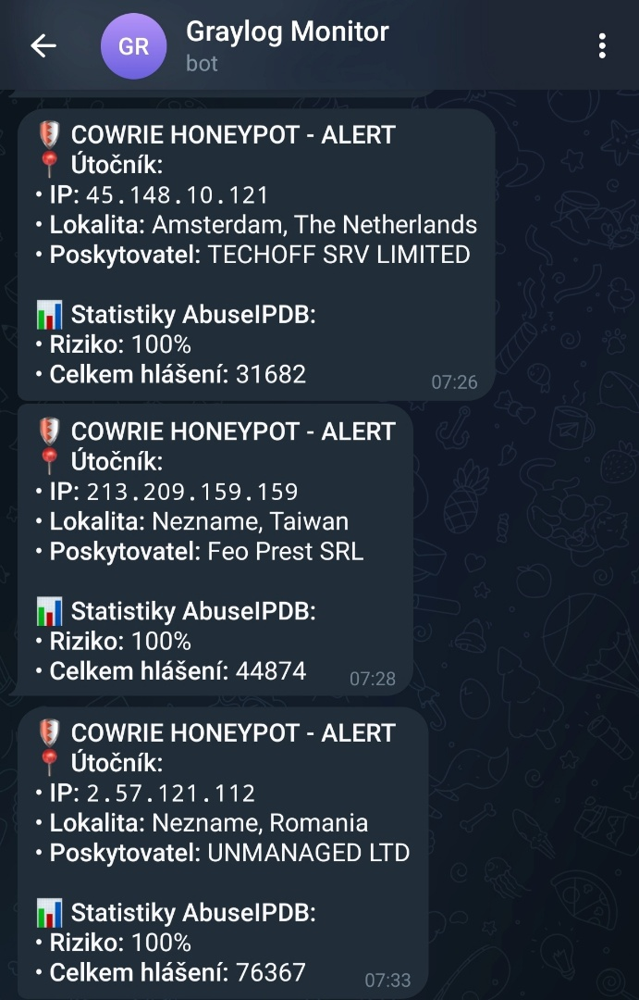 GR
Graylog Monitor
bot
COWRIE HONEYPOT - ALERT
Útočník:
• IP: 45.148.10.121
• Lokalita: Amsterdam, The Netherlands
• Poskytovatel: TECHOFF SRV LIMITED
Statistiky AbuseIPDB:
• Riziko: 100%
• Celkem hlášení: 31682
07:26
COWRIE HONEYPOT - ALERT
Útočník:
• IP: 213.209.159.159
• Lokalita: Nezname, Taiwan
• Poskytovatel: Feo Prest SRL
Statistiky AbuseIPDB:
• Riziko: 100%
• Celkem hlášení: 44874
07:28
COWRIE HONEYPOT - ALERT
Útočník:
• IP: 2.57.121.112
• Lokalita: Nezname, Romania
• Poskytovatel: UNMANAGED LTD
Statistiky AbuseIPDB:
• Riziko: 100%
• Celkem hlášení: 76367
07:33